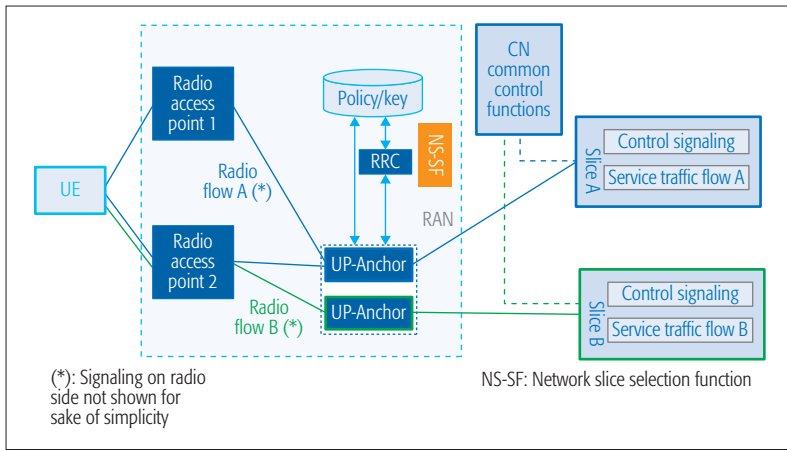 Radio
access
point 1
Policy/key
CN
common
control
functions
NS-SF
RRC
Control signaling
Service traffic flow A
Slice A
UE
Radio
flow A (*)
RAN
Radio
access
point 2
UP-Anchor
UP-Anchor
Radio
flow B (*)
Control signaling
Service traffic flow B
Slice B
(*): Signaling on radio
side not shown for
sake of simplicity
NS-SF: Network slice selection function